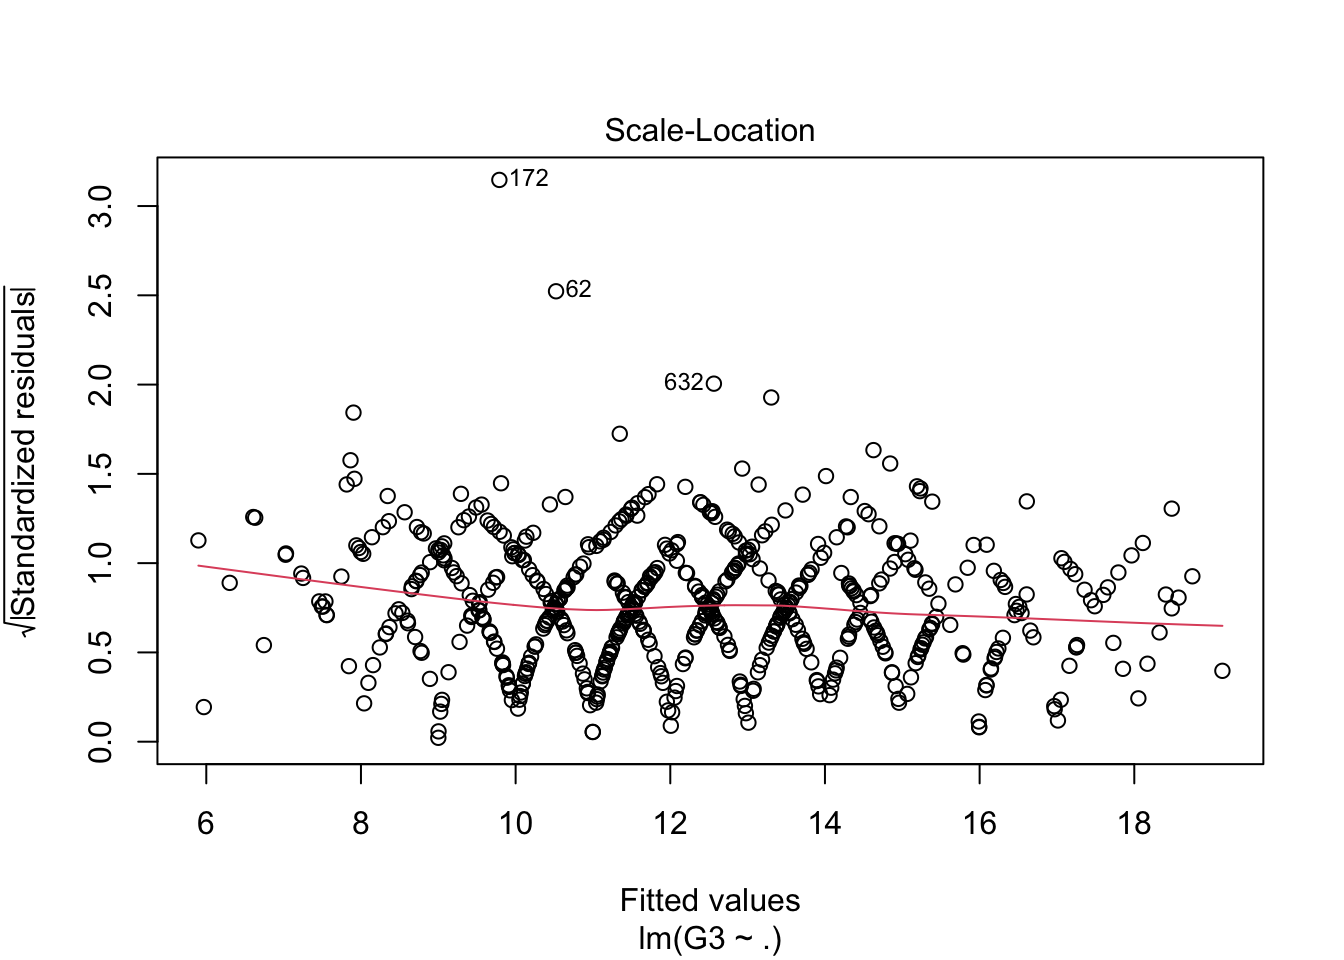 Scale-Location
√|Standardized residuals|
3.0
2.5
2.0
1.5
1.0
0.5
0.0
172
62
632
6 8 10 12 14 16 18
Fitted values
lm(G3 ~ .)